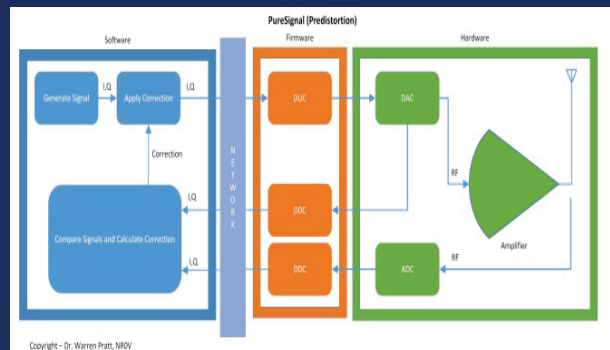 PureSignal (Predistortion)
Software
Firmware
Hardware
Generate Signal
I,Q
Apply Correction
I,Q
NETWORK
DUC
DAC
RF
Correction
I,Q
DDC
Compare Signals and Calculate Correction
I,Q
DDC
ADC
RF
Amplifier
Copyright – Dr. Warren Pratt, NR0V